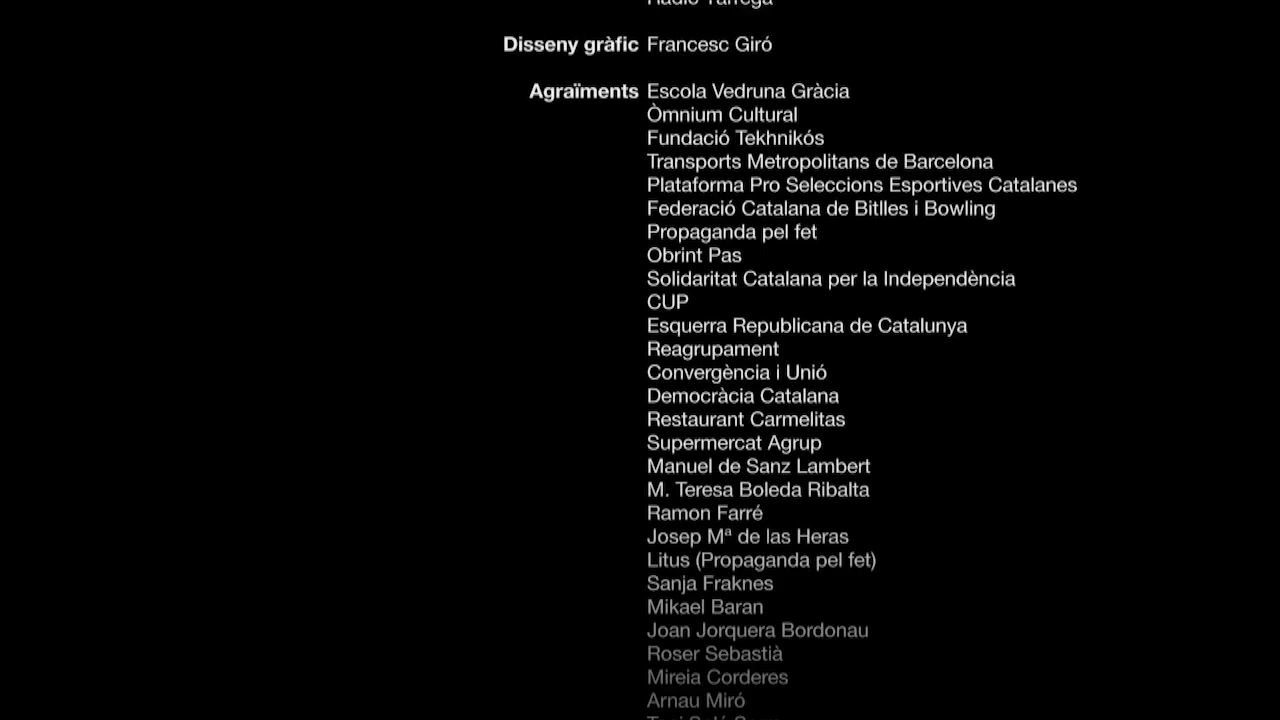 Disseny gràfic Francesc Giró
Agraïments Escola Vedruna Gràcia
Òmnium Cultural
Fundació Tekhnikós
Transports Metropolitans de Barcelona
Plataforma Pro Seleccions Esportives Catalanes
Federació Catalana de Bitlles i Bowling
Propaganda pel fet
Obrint Pas
Solidaritat Catalana per la Independència
CUP
Esquerra Republicana de Catalunya
Reagrupament
Convergència i Unió
Democràcia Catalana
Restaurant Carmelitas
Supermercat Agrup
Manuel de Sanz Lambert
M. Teresa Boleda Ribalta
Ramon Farré
Josep Mª de las Heras
Litus (Propaganda pel fet)
Sanja Fraknes
Mikael Baran
Joan Jorquera Bordonau
Roser Sebastià
Mireia Corderes
Arnau Miró